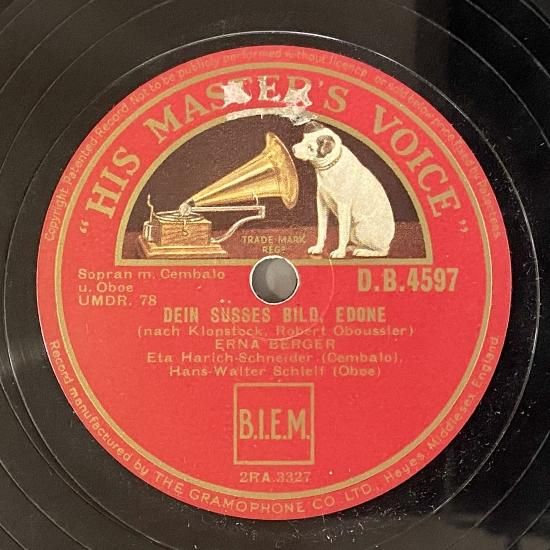 Copyright. Patented Record. Not to be publicly performed without licence or sold below price fixed by Patentees.
"HIS MASTER'S VOICE"
TRADE MARK
REGD
Sopran m. Cembalo
u. Oboe
UMDR. 78
D.B.4597
DEIN SÜSSES BILD, EDONE
(nach Klopstock, Robert Oboussier)
ERNA BERGER
Eta Harich-Schneider (Cembalo),
Hans-Walter Schleif (Oboe)
B.I.E.M.
2RA.3327
Record manufactured by THE GRAMOPHONE CO. LTD., Hayes, Middlesex, England